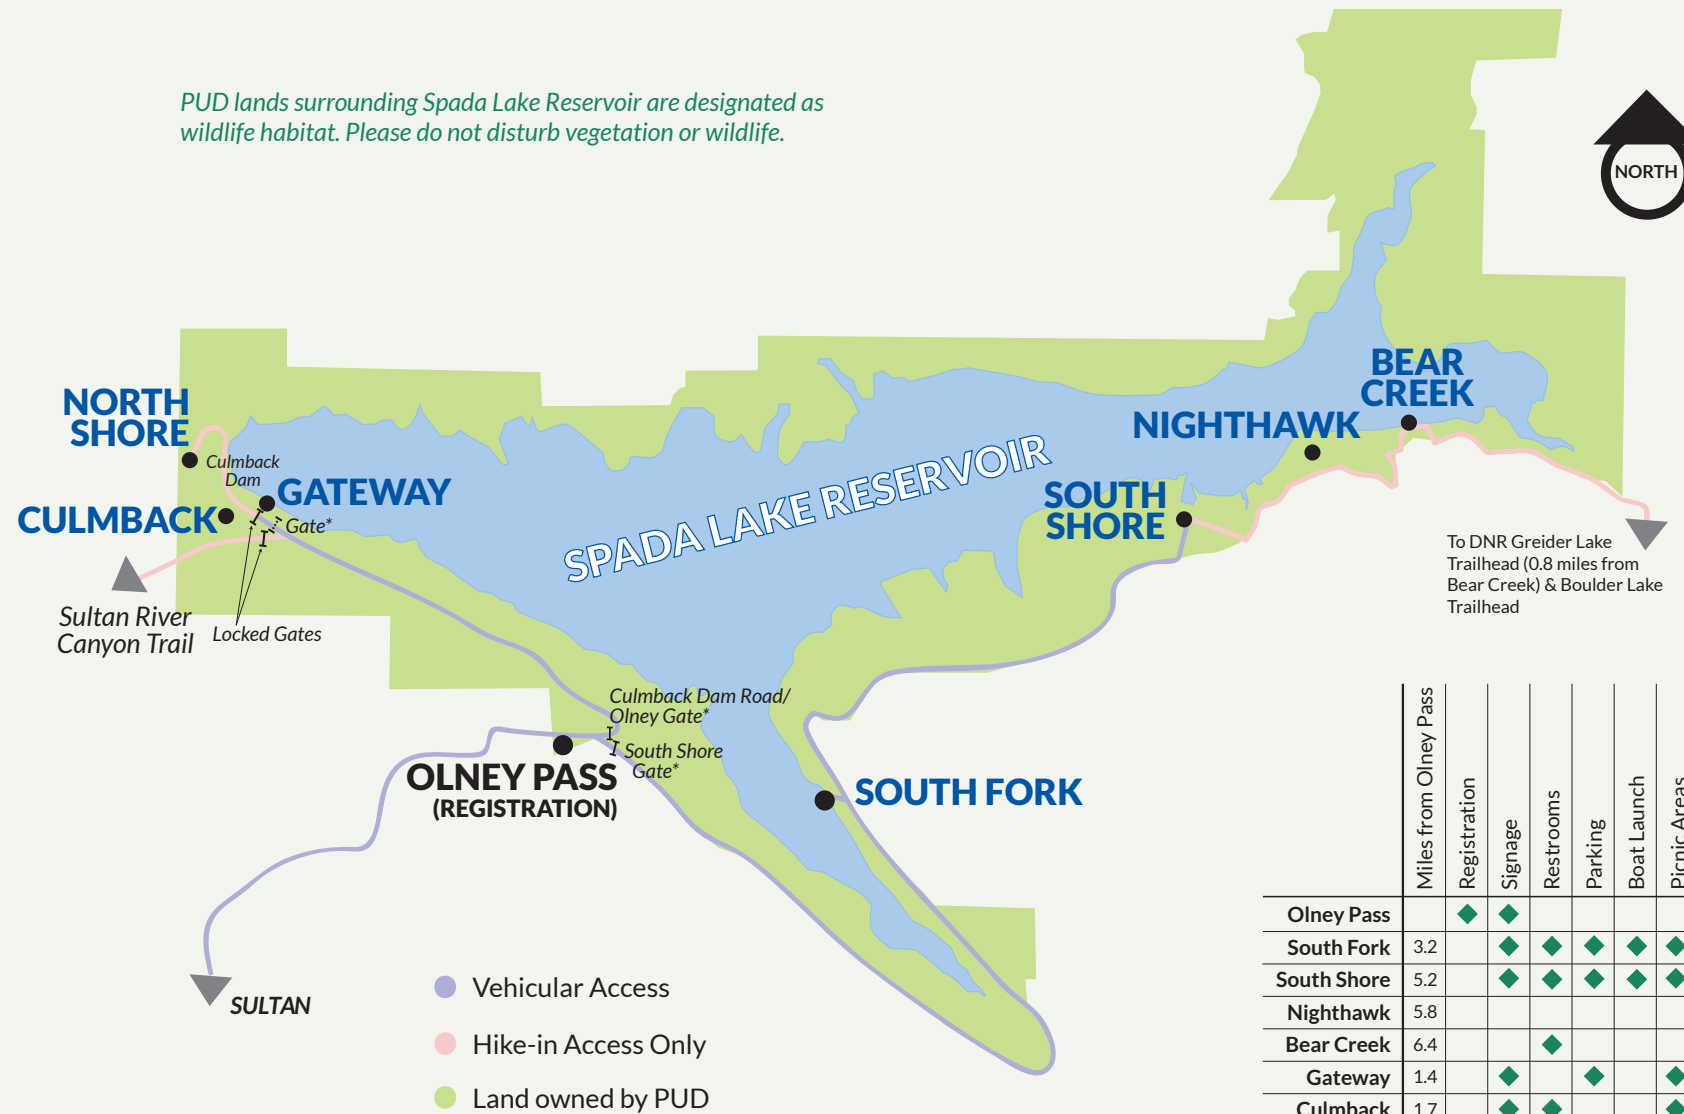 PUD lands surrounding Spada Lake Reservoir are designated as
wildlife habitat. Please do not disturb vegetation or wildlife.
NORTH
NORTH
SHORE
Culmback
Dam
GATEWAY
CULMBACK
Gate*
Sultan River
Canyon Trail
Locked Gates
SPADA LAKE RESERVOIR
BEAR
CREEK
NIGHTHAWK
SOUTH
SHORE
To DNR Greider Lake
Trailhead (0.8 miles from
Bear Creek) & Boulder Lake
Trailhead
Culmback Dam Road/
Olney Gate*
South Shore
Gate*
OLNEY PASS
(REGISTRATION)
SOUTH FORK
SULTAN
Vehicular Access
Hike-in Access Only
Land owned by PUD
Miles from Olney Pass
Registration
Signage
Restrooms
Parking
Boat Launch
Picnic Areas
Olney Pass
South Fork 3.2
South Shore 5.2
Nighthawk 5.8
Bear Creek 6.4
Gateway 1.4
Culmback 1.7